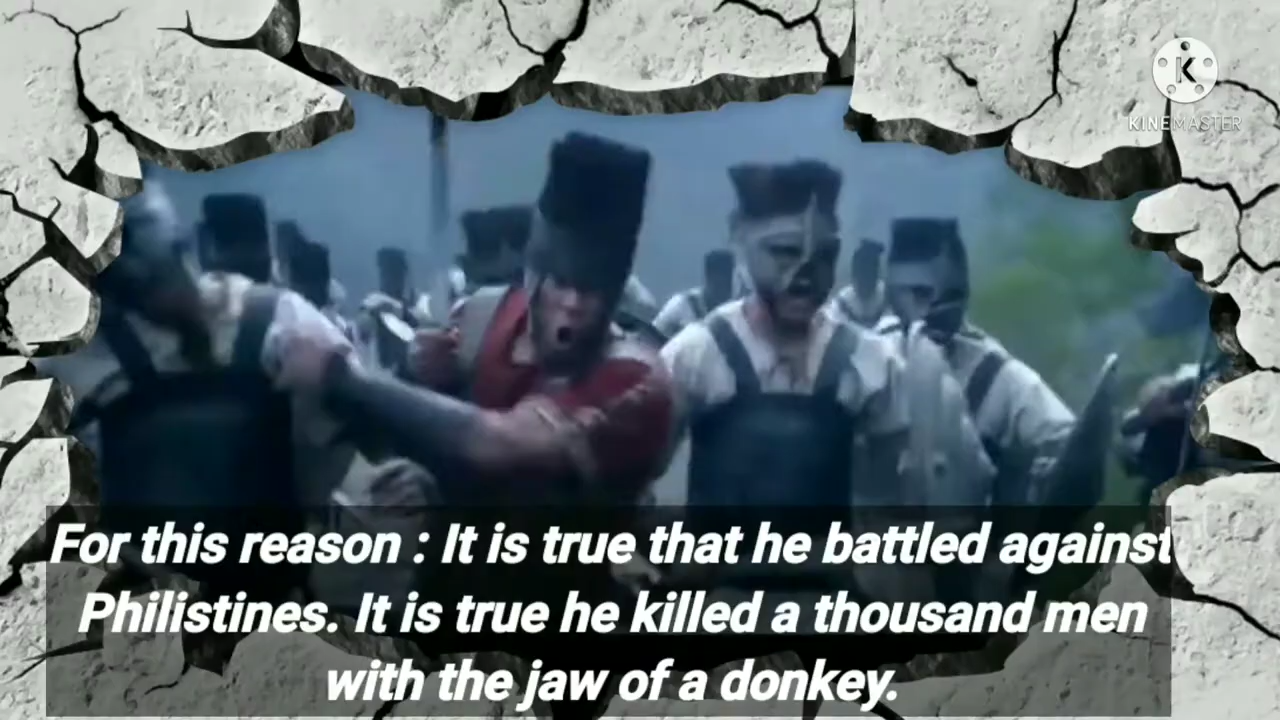 KINEMASTER
For this reason : It is true that he battled against
Philistines. It is true he killed a thousand men
with the jaw of a donkey.